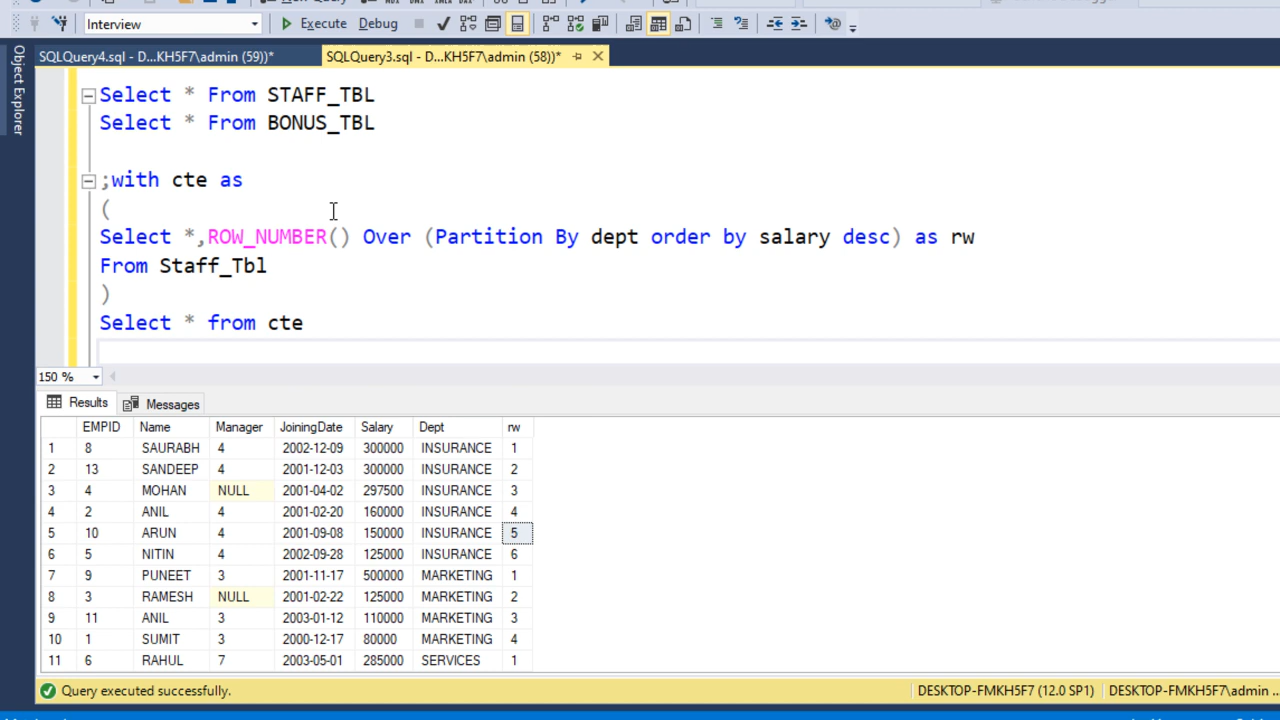 Interview Execute Debug
Object Explorer
SQLQuery4.sql - D...KH5F7\admin (59))* SQLQuery3.sql - D...KH5F7\admin (58))*
Select * From STAFF_TBL
Select * From BONUS_TBL
;with cte as
(
Select *,ROW_NUMBER() Over (Partition By dept order by salary desc) as rw
From Staff_Tbl
)
Select * from cte
150 %
Results Messages
EMPID Name Manager JoiningDate Salary Dept rw
1 8 SAURABH 4 2002-12-09 300000 INSURANCE 1
2 13 SANDEEP 4 2001-12-03 300000 INSURANCE 2
3 4 MOHAN NULL 2001-04-02 297500 INSURANCE 3
4 2 ANIL 4 2001-02-20 160000 INSURANCE 4
5 10 ARUN 4 2001-09-08 150000 INSURANCE 5
6 5 NITIN 4 2002-09-28 125000 INSURANCE 6
7 9 PUNEET 3 2001-11-17 500000 MARKETING 1
8 3 RAMESH NULL 2001-02-22 125000 MARKETING 2
9 11 ANIL 3 2003-01-12 110000 MARKETING 3
10 1 SUMIT 3 2000-12-17 80000 MARKETING 4
11 6 RAHUL 7 2003-05-01 285000 SERVICES 1
Query executed successfully. DESKTOP-FMKH5F7 (12.0 SP1) DESKTOP-FMKH5F7\admin ...